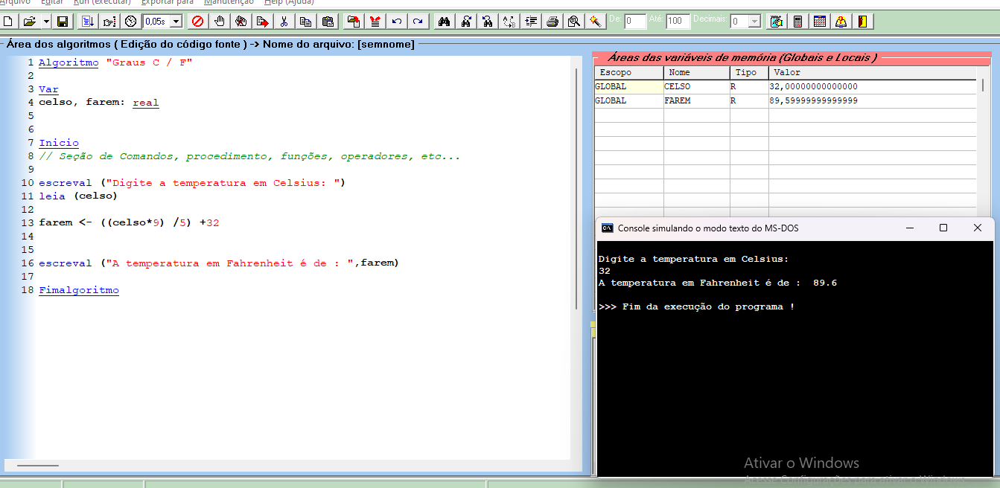 Arquivo Editar Run (executar) Exportar para Manutenção Help (Ajuda)
0,05s De: 0 Até: 100 Decimais: 0
Área dos algoritmos ( Edição do código fonte ) -> Nome do arquivo: [semnome]
1 Algoritmo "Graus C / F"
2
3 Var
4 celso, farem: real
5
6
7 Inicio
8 // Seção de Comandos, procedimento, funções, operadores, etc...
9
10 escreval ("Digite a temperatura em Celsius: ")
11 leia (celso)
12
13 farem <- ((celso*9) /5) +32
14
15
16 escreval ("A temperatura em Fahrenheit é de : ",farem)
17
18 Fimalgoritmo
Áreas das variáveis de memória (Globais e Locais )
Escopo Nome Tipo Valor
GLOBAL CELSO R 32,00000000000000
GLOBAL FAREM R 89,59999999999999
Console simulando o modo texto do MS-DOS
Digite a temperatura em Celsius:
32
A temperatura em Fahrenheit é de : 89.6
>>> Fim da execução do programa !
Ativar o Windows
Acesse Configurações para ativar o Windows.